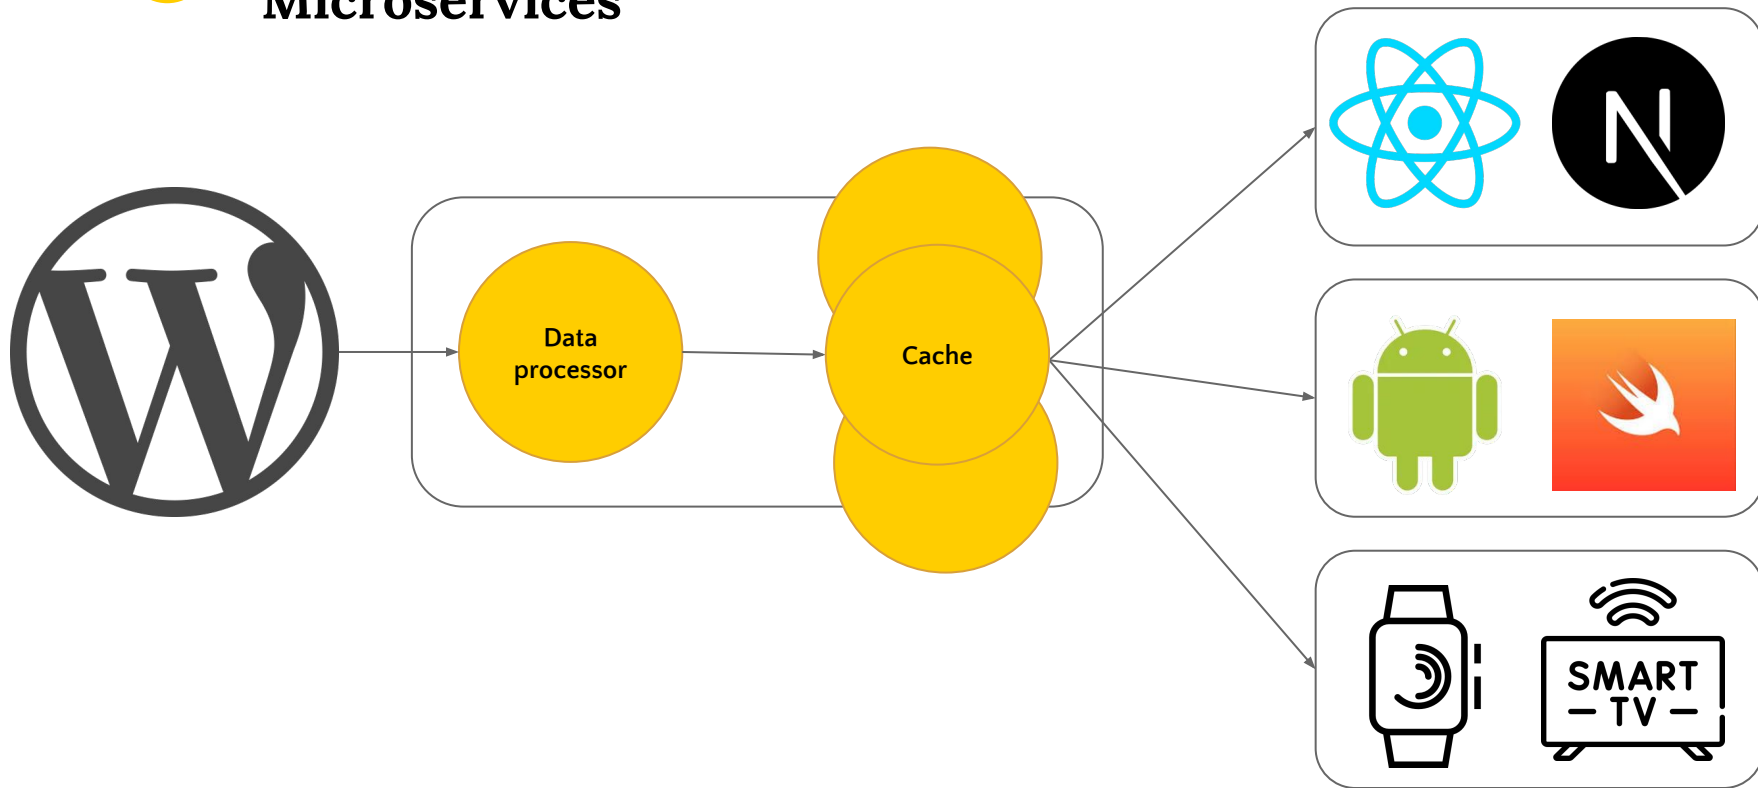 Microservices
Data
processor
Cache
SMART
TV